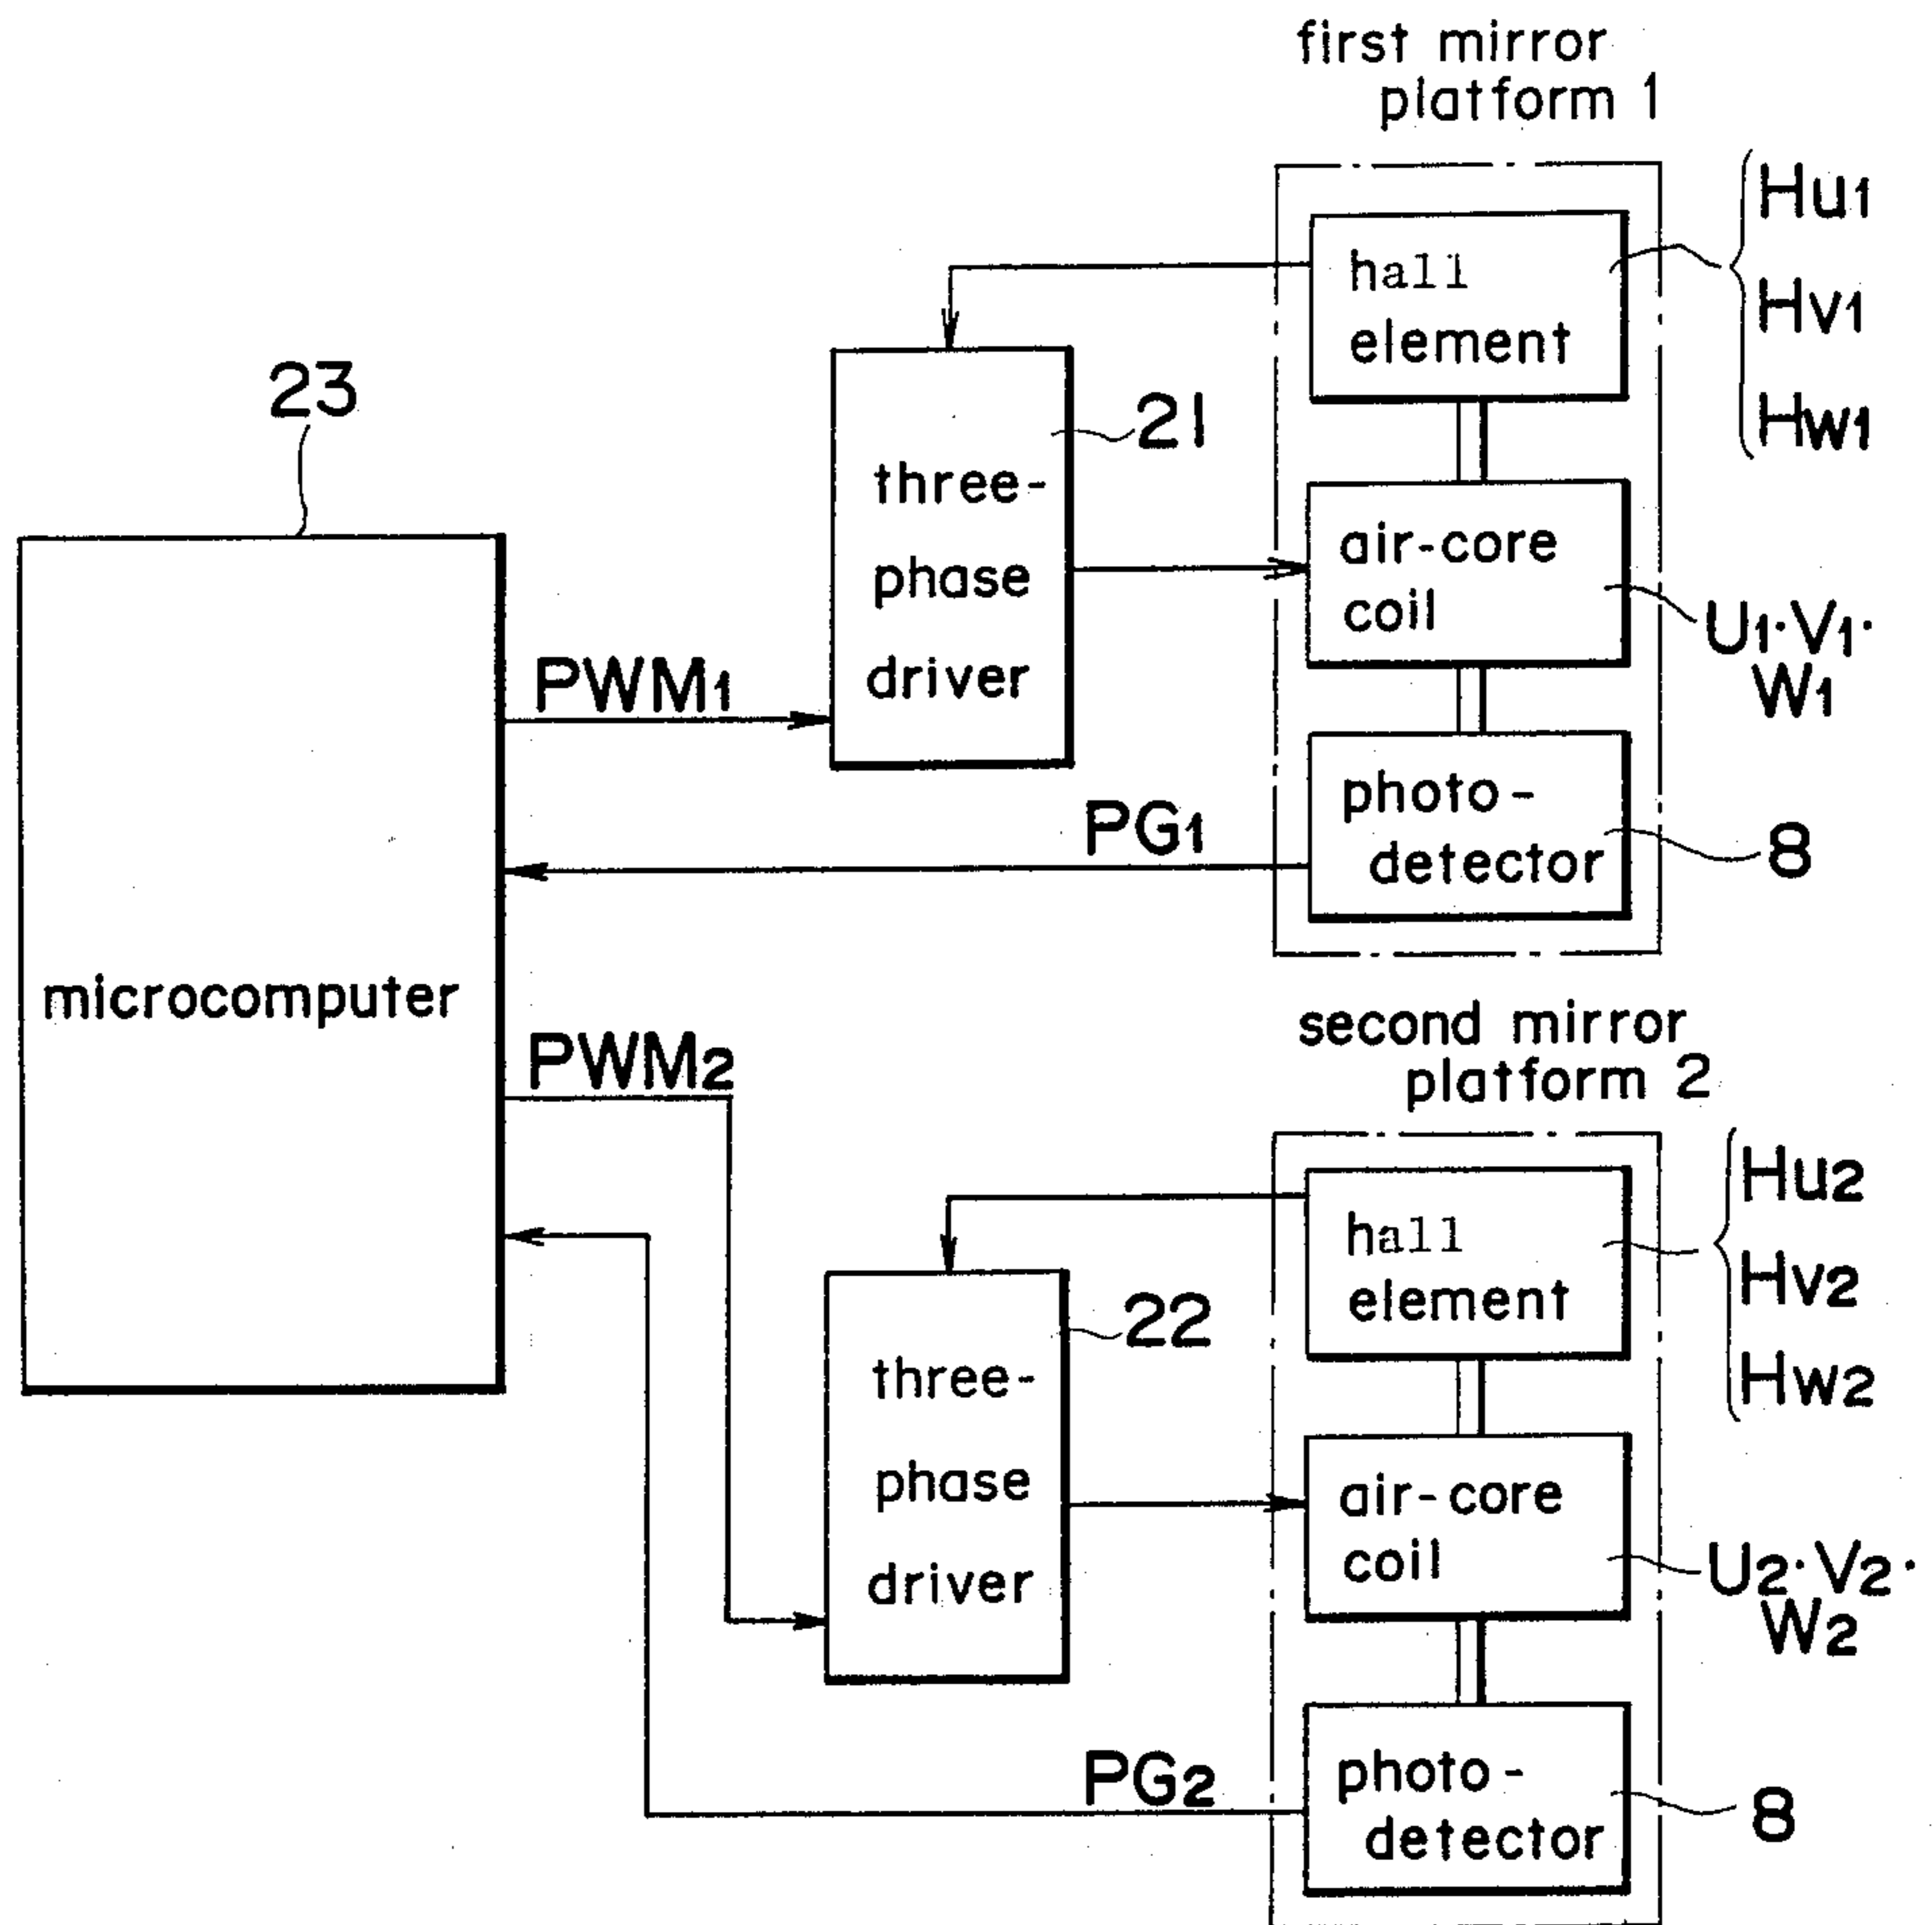 first mirror
platform 1
hall
element
Hu1
Hv1
Hw1
23
21
three-
phase
driver
air-core
coil
U1·V1·
W1
PWM1
photo-
detector
8
PG1
microcomputer
PWM2
second mirror
platform 2
hall
element
Hu2
Hv2
Hw2
22
three-
phase
driver
air-core
coil
U2·V2·
W2
PG2
photo-
detector
8